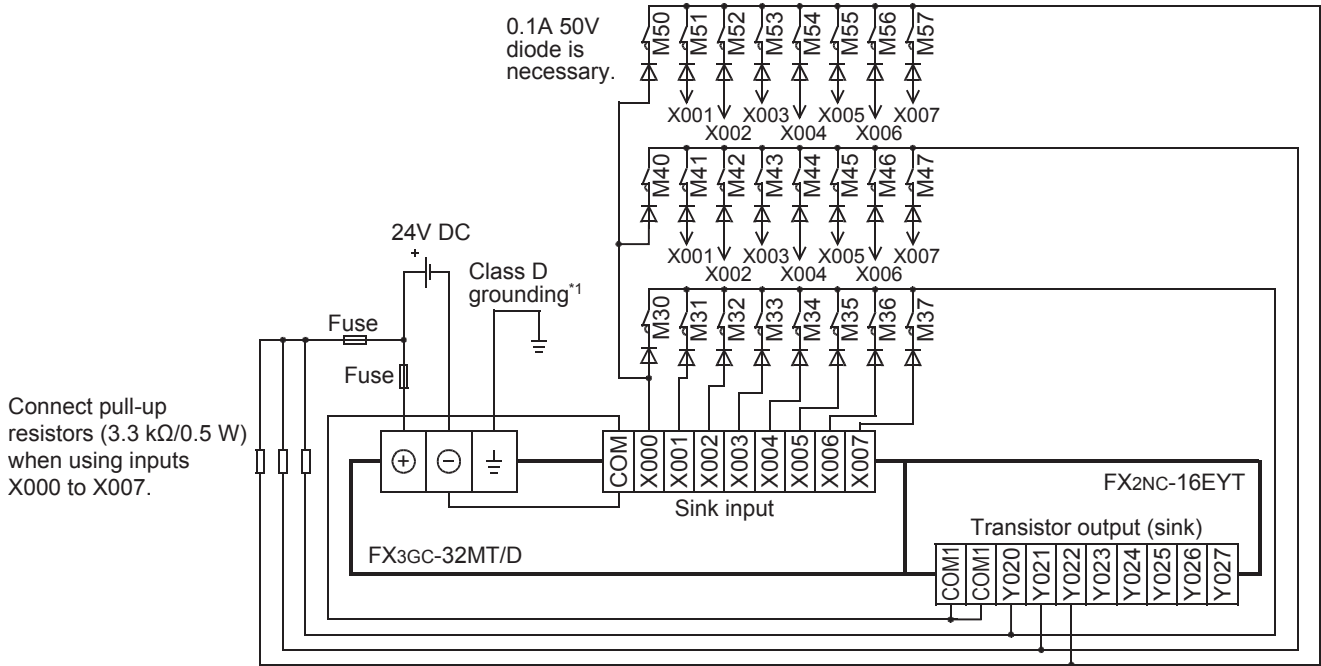 0.1A 50V
diode is
necessary.
M50 M51 M52 M53 M54 M55 M56 M57
X001 X003 X005 X007
X002 X004 X006
M40 M41 M42 M43 M44 M45 M46 M47
X001 X003 X005 X007
X002 X004 X006
24V DC
+
Class D
grounding*1
M30 M31 M32 M33 M34 M35 M36 M37
Fuse
Fuse
Connect pull-up
resistors (3.3 kΩ/0.5 W)
when using inputs
X000 to X007.
+ −
COM X000 X001 X002 X003 X004 X005 X006 X007
Sink input
FX2NC-16EYT
Transistor output (sink)
FX3GC-32MT/D
COM1 COM1 Y020 Y021 Y022 Y023 Y024 Y025 Y026 Y027